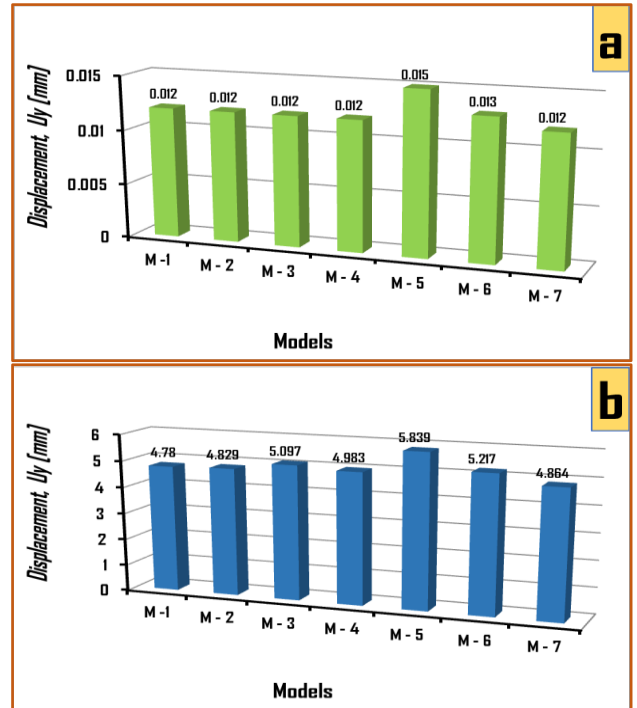 a
Displacement, Uy (mm)
0.015
0.01
0.005
0
0.012
0.012
0.012
0.012
0.015
0.013
0.012
M -1
M - 2
M - 3
M - 4
M - 5
M - 6
M - 7
Models
b
Displacement, Uy (mm)
6
5
4
3
2
1
0
4.78
4.829
5.097
4.983
5.839
5.217
4.864
M -1
M - 2
M - 3
M - 4
M - 5
M - 6
M - 7
Models